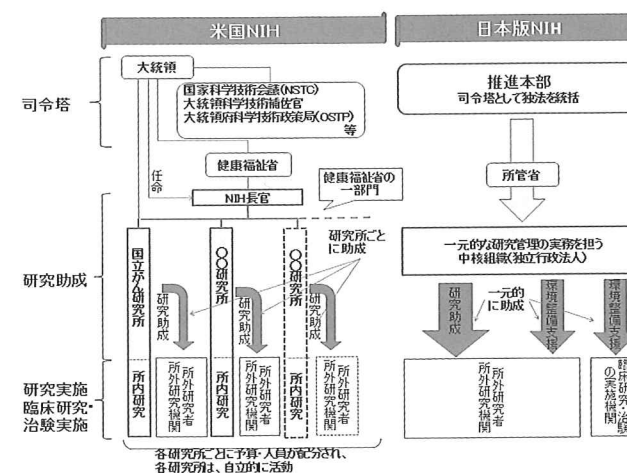 米国NIH
日本版NIH
司令塔
大統領
国家科学技術会議(NSTC)
大統領科学技術補佐官
大統領府科学技術政策局(OSTP)
等
推進本部
司令塔として独法を統括
任命
健康福祉省
健康福祉省の
一部門
NIH長官
所管省
研究助成
国立がん研究所
〇〇研究所
〇〇研究所
研究所ごと
に助成
研究助成
研究助成
研究助成
一元的な研究管理の実務を担う
中核組織(独立行政法人)
研究助成
一元的
に助成
環境整備支援
環境整備支援
研究実施
臨床研究・
治験実施
所内研究
所外研究者
所外研究機関
所内研究
所外研究者
所外研究機関
所内研究
所外研究者
所外研究機関
所外研究者
所外研究機関
臨床研究・治験
の実施機関
各研究所ごとに予算・人員が配分され、
各研究所は、自立的に活動